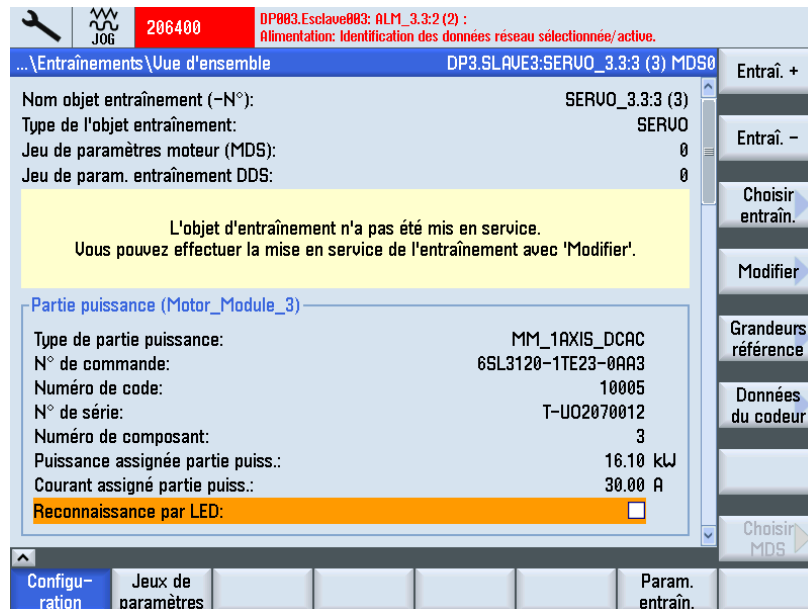 JOG
206400
DP003.Esclave003: ALM_3.3:2 (2) :
Alimentation: Identification des données réseau sélectionnée/active.
...\Entraînements\Vue d'ensemble DP3.SLAVE3:SERVO_3.3:3 (3) MDS0
Nom objet entraînement (-N°): SERVO_3.3:3 (3)
Type de l'objet entraînement: SERVO
Jeu de paramètres moteur (MDS): 0
Jeu de param. entraînement DDS: 0
L'objet d'entraînement n'a pas été mis en service.
Vous pouvez effectuer la mise en service de l'entraînement avec 'Modifier'.
Partie puissance (Motor_Module_3)
Type de partie puissance: MM_1AXIS_DCAC
N° de commande: 6SL3120-1TE23-0AA3
Numéro de code: 10005
N° de série: T-UO2070012
Numéro de composant: 3
Puissance assignée partie puiss.: 16.10 kW
Courant assigné partie puiss.: 30.00 A
Reconnaissance par LED:
Entraî. +
Entraî. -
Choisir
entraîn.
Modifier
Grandeurs
référence
Données
du codeur
Choisir
MDS
Configu-
ration
Jeux de
paramètres
Param.
entraîn.